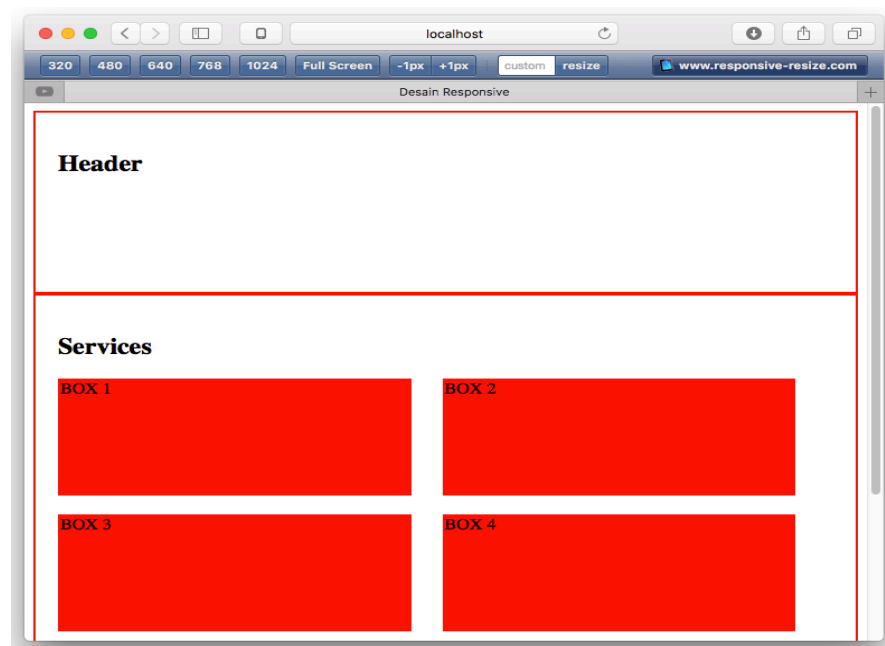 localhost
320 480 640 768 1024 Full Screen -1px +1px custom resize www.responsive-resize.com
Desain Responsive
Header
Services
BOX 1 BOX 2
BOX 3 BOX 4